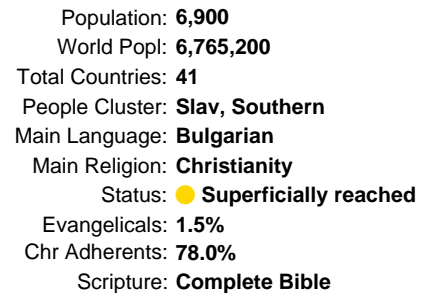 Population: 6,900
World Popl: 6,765,200
Total Countries: 41
People Cluster: Slav, Southern
Main Language: Bulgarian
Main Religion: Christianity
Status: Superficially reached
Evangelicals: 1.5%
Chr Adherents: 78.0%
Scripture: Complete Bible